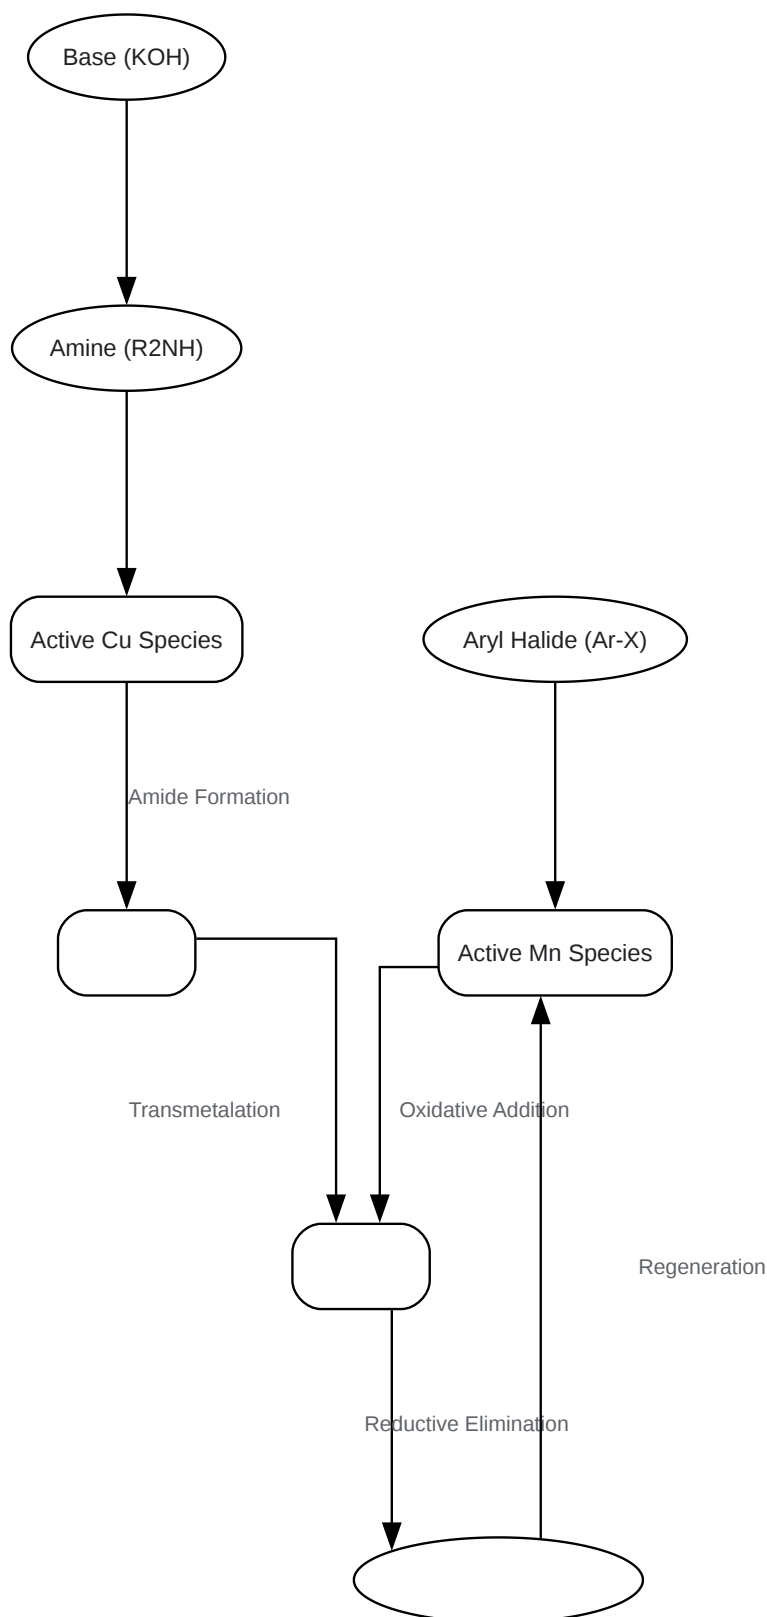 Base (KOH)
Amine (R2NH)
Active Cu Species
Aryl Halide (Ar-X)
Amide Formation
Active Mn Species
Transmetalation
Oxidative Addition
Regeneration
Reductive Elimination